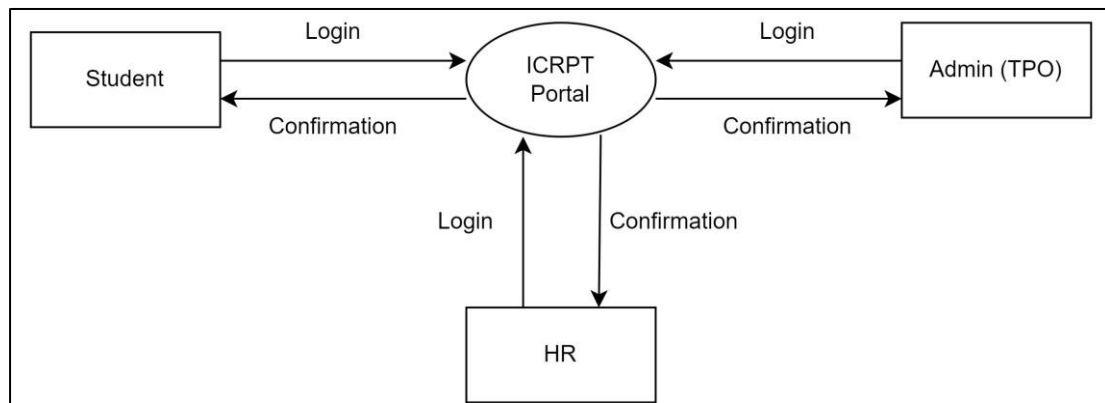 Login
Login
Student
ICRPT
Portal
Admin (TPO)
Confirmation
Confirmation
Login
Confirmation
HR